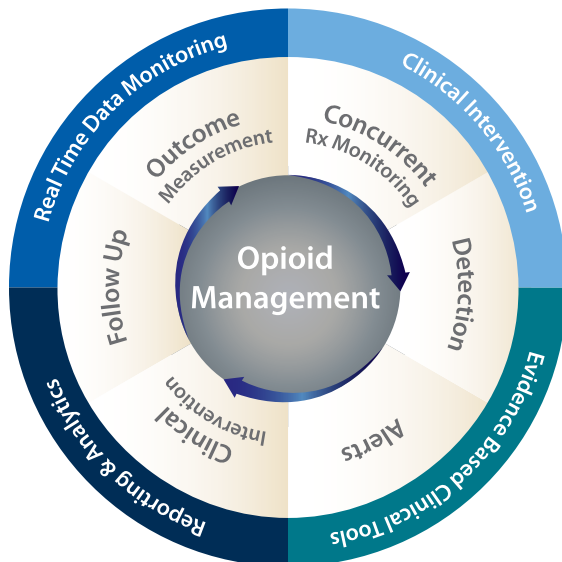 Real Time Data Monitoring
Clinical Intervention
Evidence Based Clinical Tools
Reporting & Analytics
Concurrent
Rx Monitoring
Detection
Alerts
Clinical
Intervention
Follow Up
Outcome
Measurement
Opioid
Management